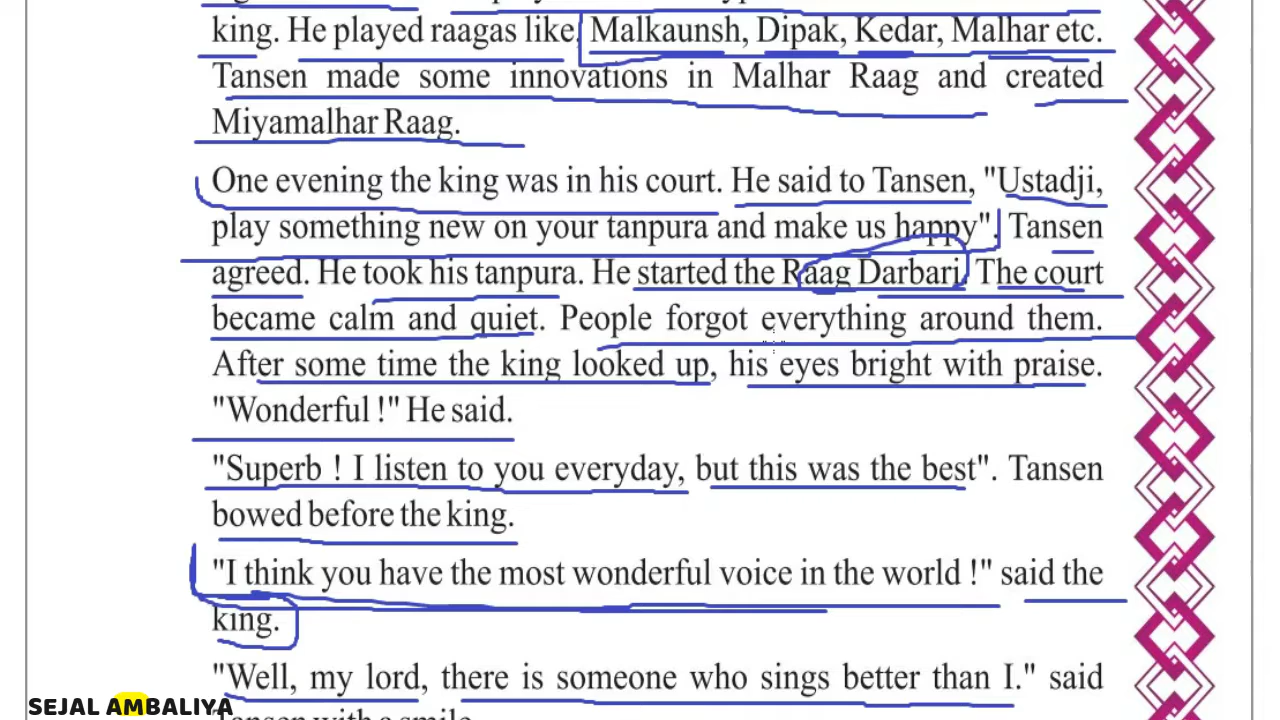 king. He played raagas like, Malkaunsh, Dipak, Kedar, Malhar etc.
Tansen made some innovations in Malhar Raag and created
Miyamalhar Raag.
One evening the king was in his court. He said to Tansen, "Ustadji,
play something new on your tanpura and make us happy". Tansen
agreed. He took his tanpura. He started the Raag Darbari. The court
became calm and quiet. People forgot everything around them.
After some time the king looked up, his eyes bright with praise.
"Wonderful !" He said.
"Superb ! I listen to you everyday, but this was the best". Tansen
bowed before the king.
"I think you have the most wonderful voice in the world !" said the
king.
"Well, my lord, there is someone who sings better than I." said
Tansen with a smile.
SEJAL AMBALIYA